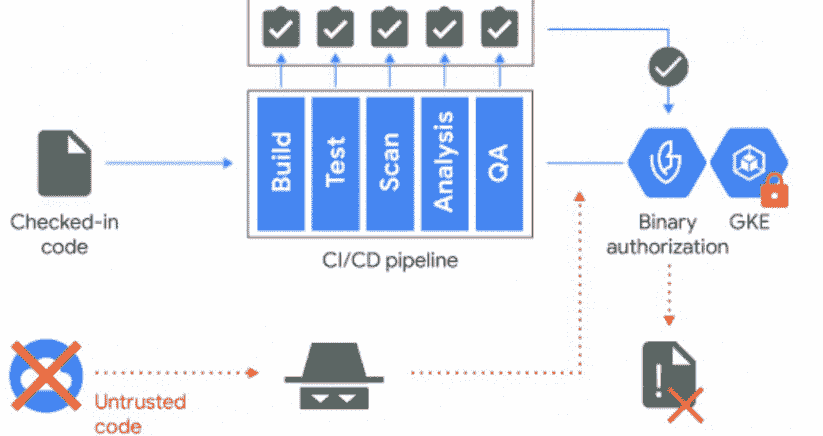 Build
Test
Scan
Analysis
QA
Checked-in
code
CI/CD pipeline
Binary
authorization
GKE
Untrusted
code